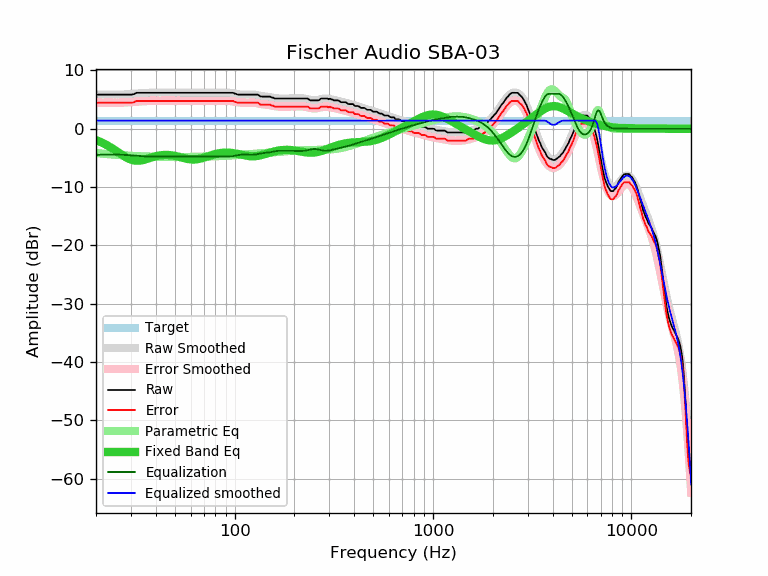 Fischer Audio SBA-03
10
0
−10
−20
−30
−40
−50
−60
Amplitude (dBr)
Target
Raw Smoothed
Error Smoothed
Raw
Error
Parametric Eq
Fixed Band Eq
Equalization
Equalized smoothed
100
1000
10000
Frequency (Hz)